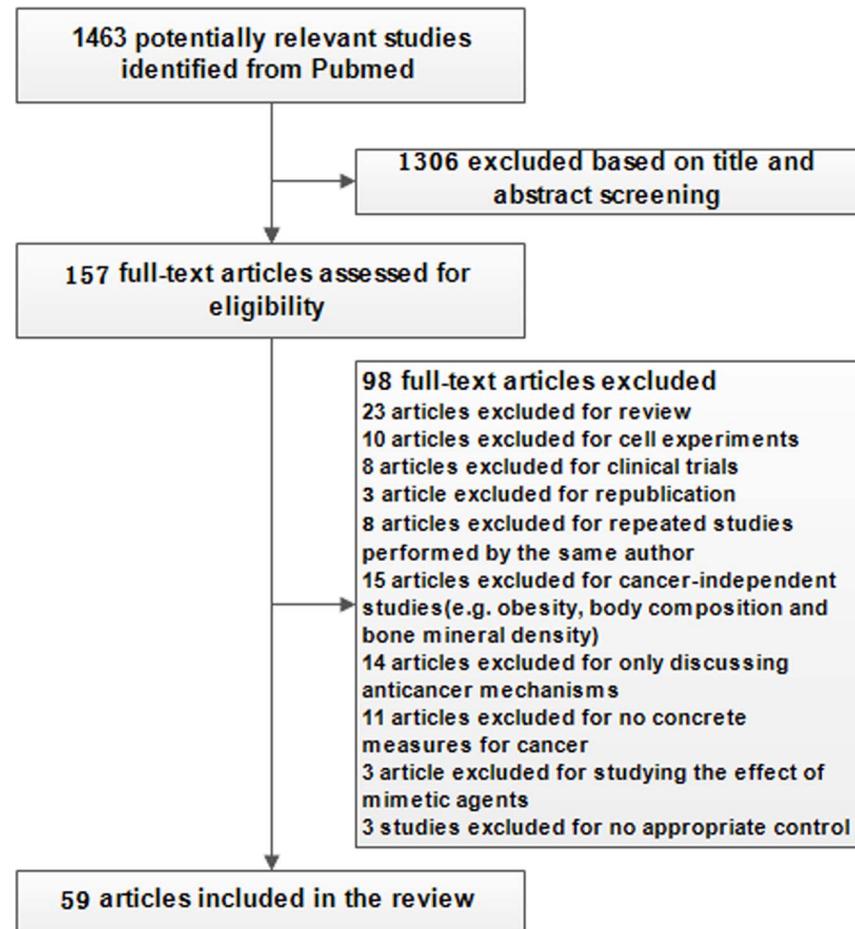 1463 potentially relevant studies
identified from Pubmed
1306 excluded based on title and
abstract screening
157 full-text articles assessed for
eligibility
98 full-text articles excluded
23 articles excluded for review
10 articles excluded for cell experiments
8 articles excluded for clinical trials
3 article excluded for republication
8 articles excluded for repeated studies
performed by the same author
15 articles excluded for cancer-independent
studies(e.g. obesity, body composition and
bone mineral density)
14 articles excluded for only discussing
anticancer mechanisms
11 articles excluded for no concrete
measures for cancer
3 article excluded for studying the effect of
mimetic agents
3 studies excluded for no appropriate control
59 articles included in the review